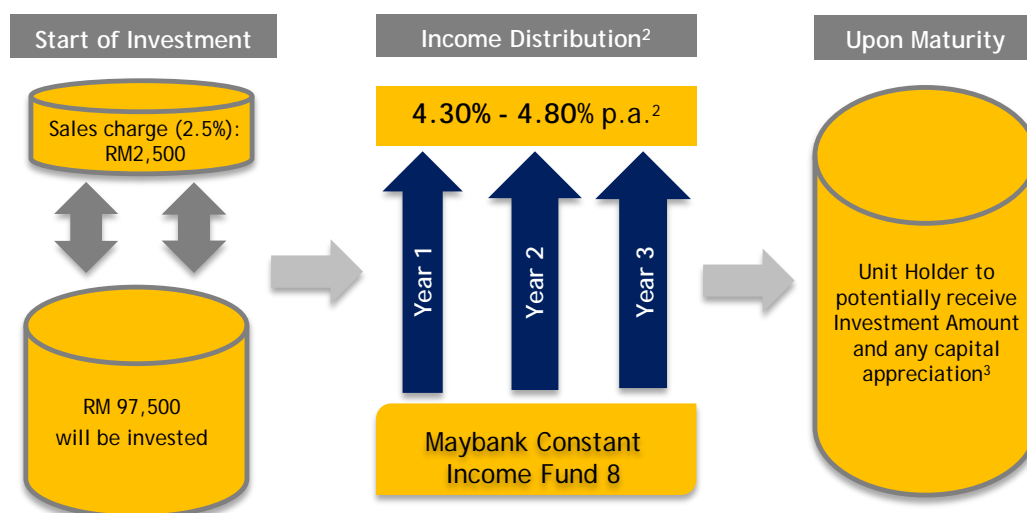 Start of Investment
Sales charge (2.5%):
RM2,500
RM 97,500
will be invested
Income Distribution²
4.30% - 4.80% p.a.²
Year 1
Year 2
Year 3
Maybank Constant
Income Fund 8
Upon Maturity
Unit Holder to
potentially receive
Investment Amount
and any capital
appreciation³